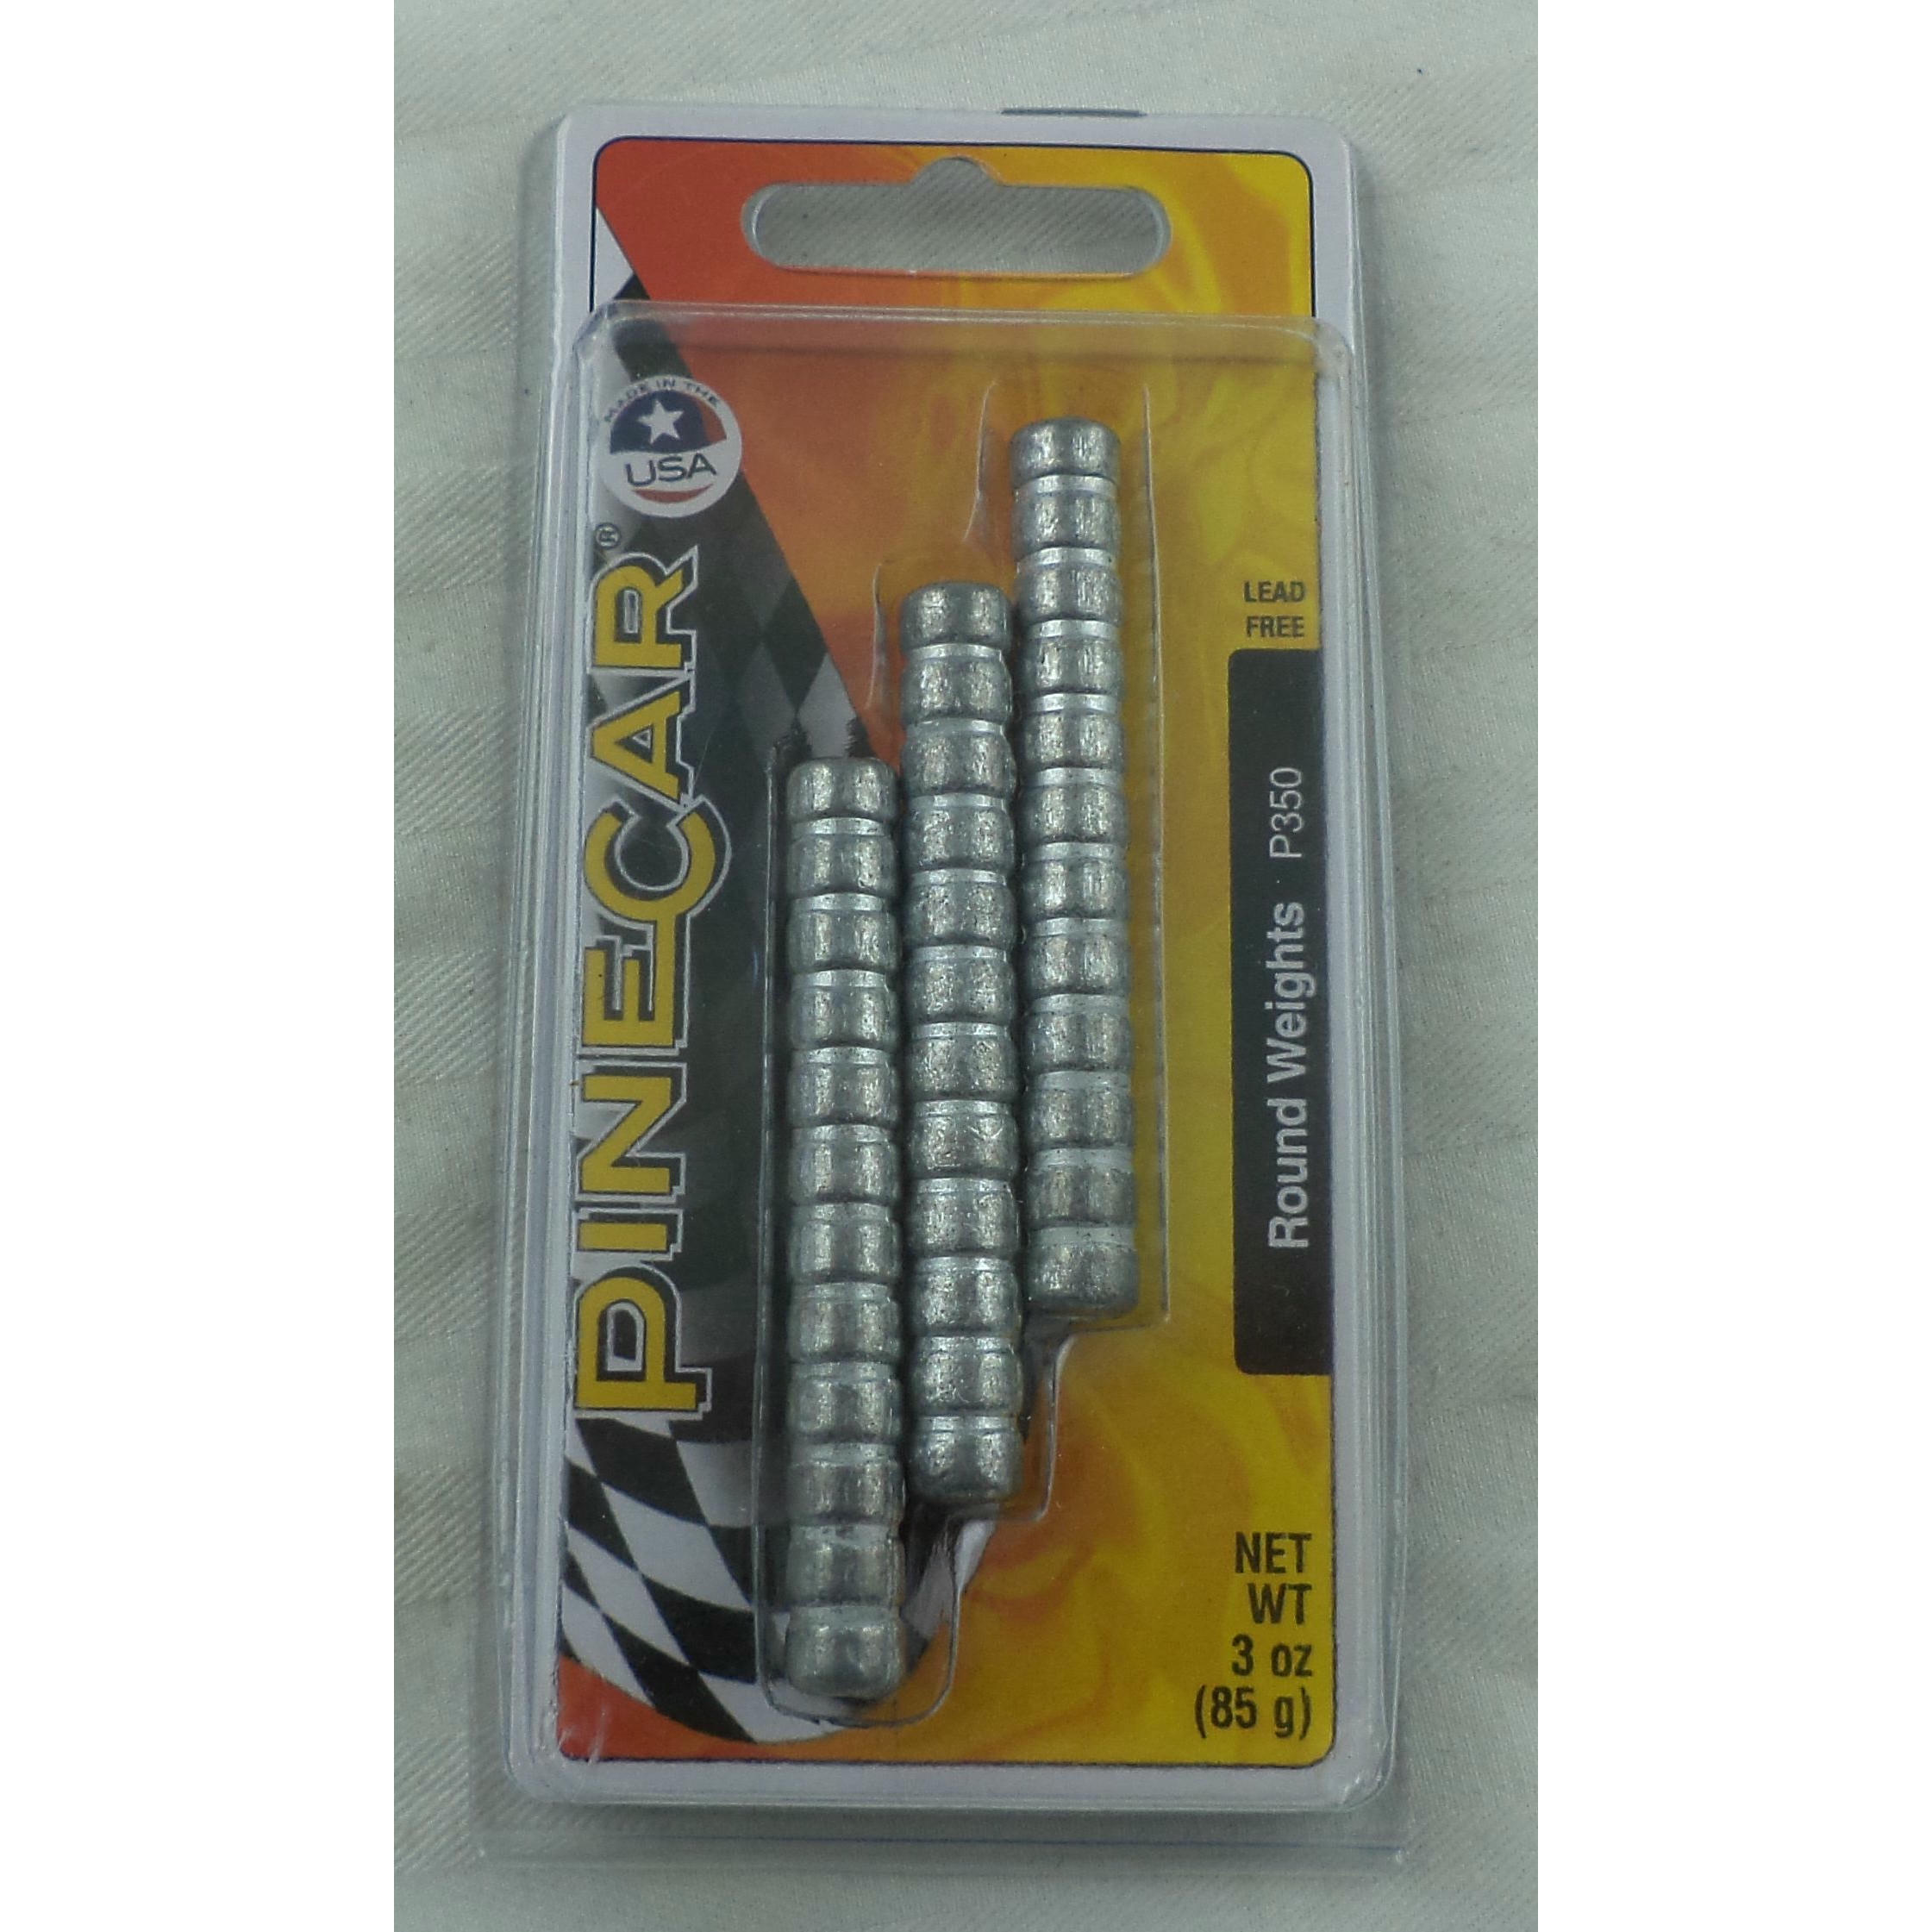 MADE IN THE
USA
PINECAR®
LEAD
FREE
Round Weights P350
NET
WT
3 oz
(85 g)